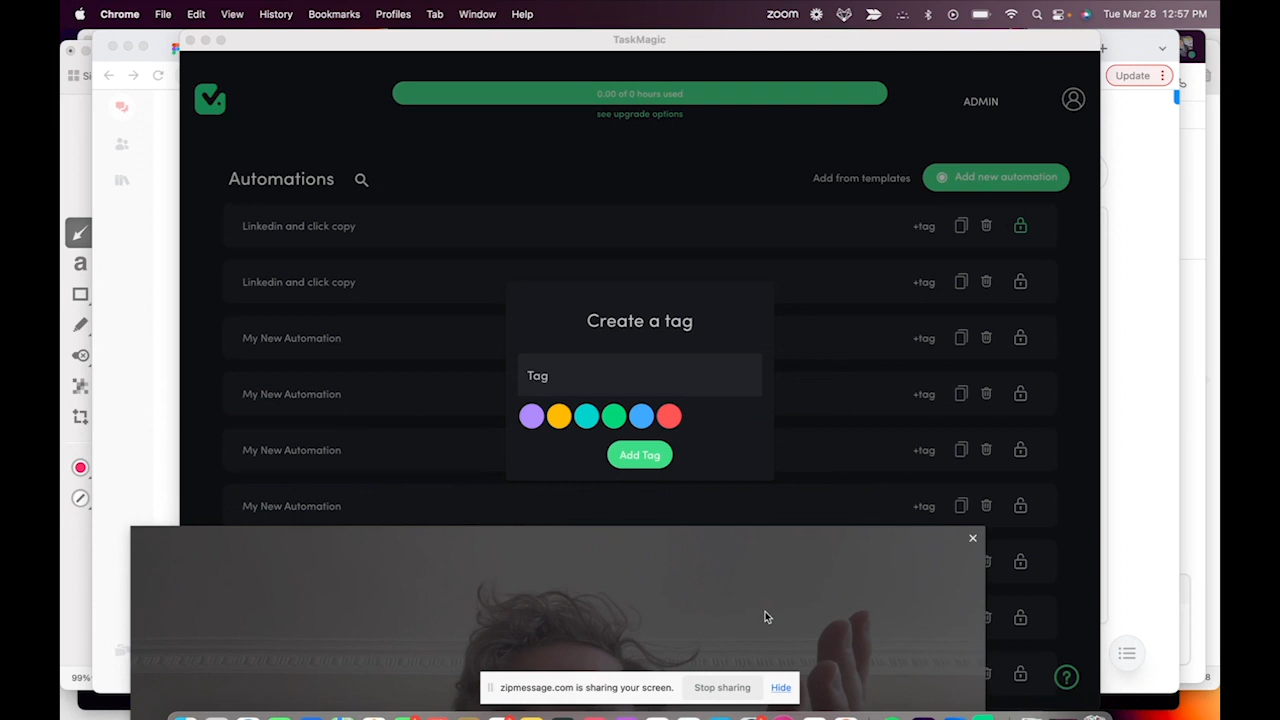 Chrome File Edit View History Bookmarks Profiles Tab Window Help zoom Tue Mar 28 12:57 PM
TaskMagic
Si
Update
0.00 of 0 hours used
see upgrade options
ADMIN
Automations
Add from templates
Add new automation
Linkedin and click copy +tag
Linkedin and click copy +tag
My New Automation +tag
My New Automation +tag
My New Automation +tag
My New Automation +tag
Create a tag
Tag
Add Tag
a
99%
8
?
zipmessage.com is sharing your screen. Stop sharing Hide